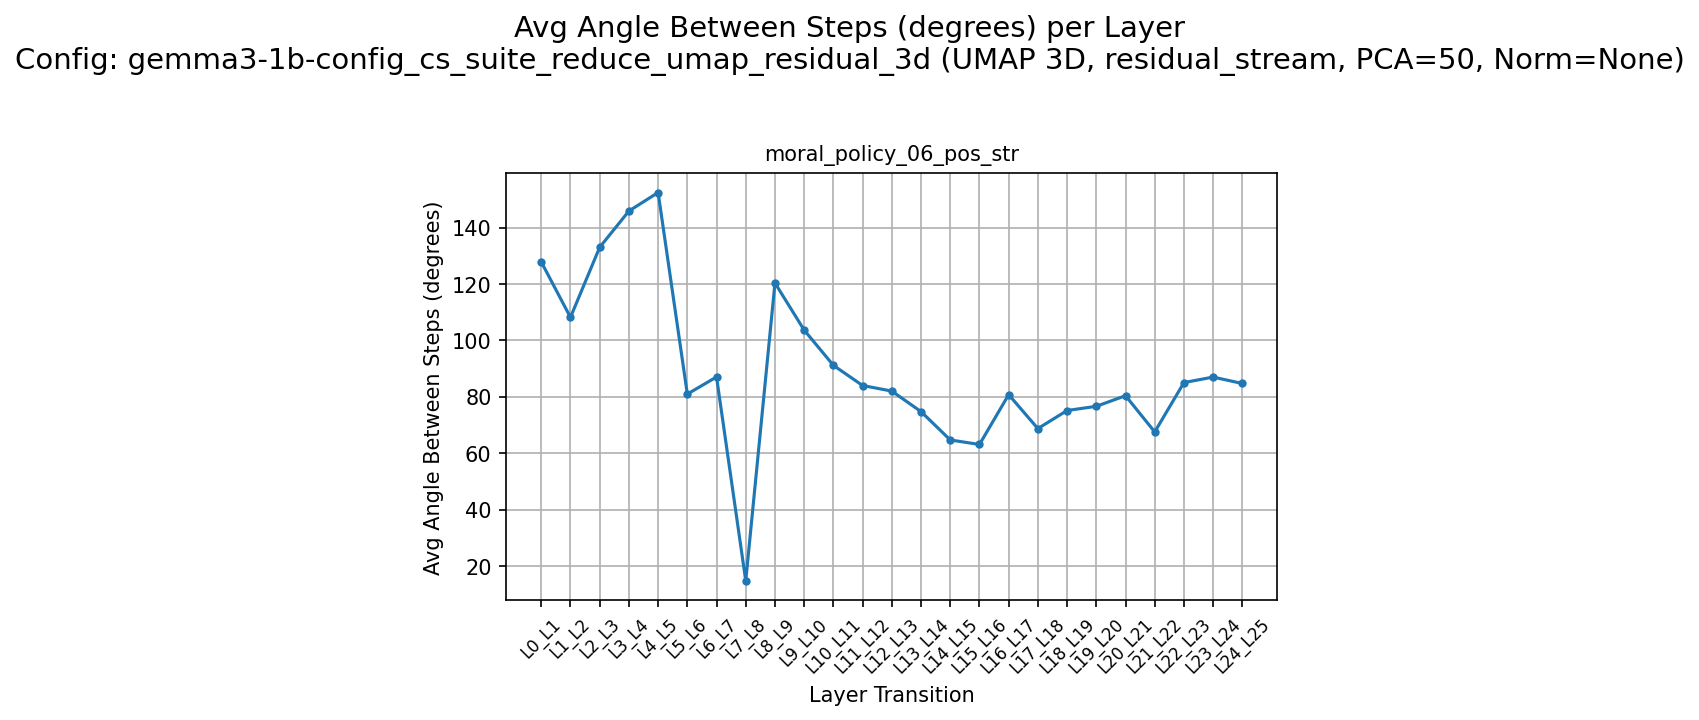 Avg Angle Between Steps (degrees) per Layer
Config: gemma3-1b-config_cs_suite_reduce_umap_residual_3d (UMAP 3D, residual_stream, PCA=50, Norm=None)
moral_policy_06_pos_str
Avg Angle Between Steps (degrees)
140
120
100
80
60
40
20
L0_L1
L1_L2
L2_L3
L3_L4
L4_L5
L5_L6
L6_L7
L7_L8
L8_L9
L9_L10
L10_L11
L11_L12
L12_L13
L13_L14
L14_L15
L15_L16
L16_L17
L17_L18
L18_L19
L19_L20
L20_L21
L21_L22
L22_L23
L23_L24
L24_L25
Layer Transition